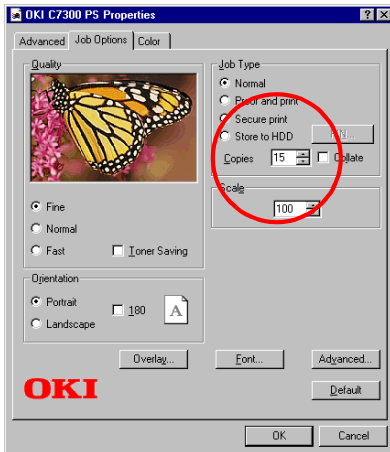 OKI C7300 PS Properties
Advanced Job Options Color
Quality
Job Type
Normal
Proof and print
Secure print
Store to HDD
PIN...
Copies 15 Collate
Scale
100
Fine
Normal
Fast Toner Saving
Orientation
Portrait
180 A
Landscape
Overlay... Font... Advanced...
OKI
Default
OK Cancel